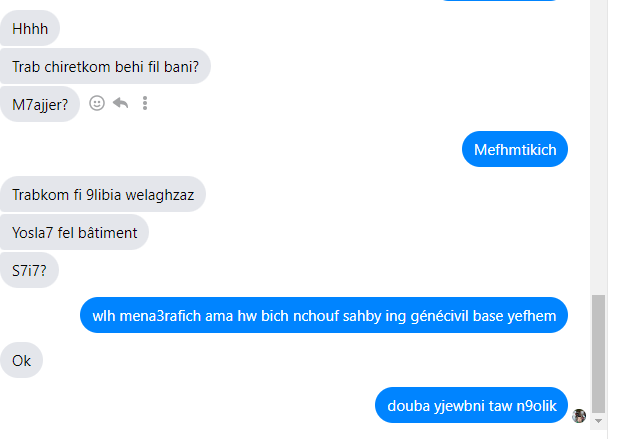 Hhhh
Trab chiretkom behi fil bani?
M7ajjer?
Mefhmtikich
Trabkom fi 9libia welaghzaz
Yosla7 fel bâtiment
S7i7?
wlh mena3rafich ama hw bich nchouf sahby ing génécivil base yefhem
Ok
douba yjewbni taw n9olik